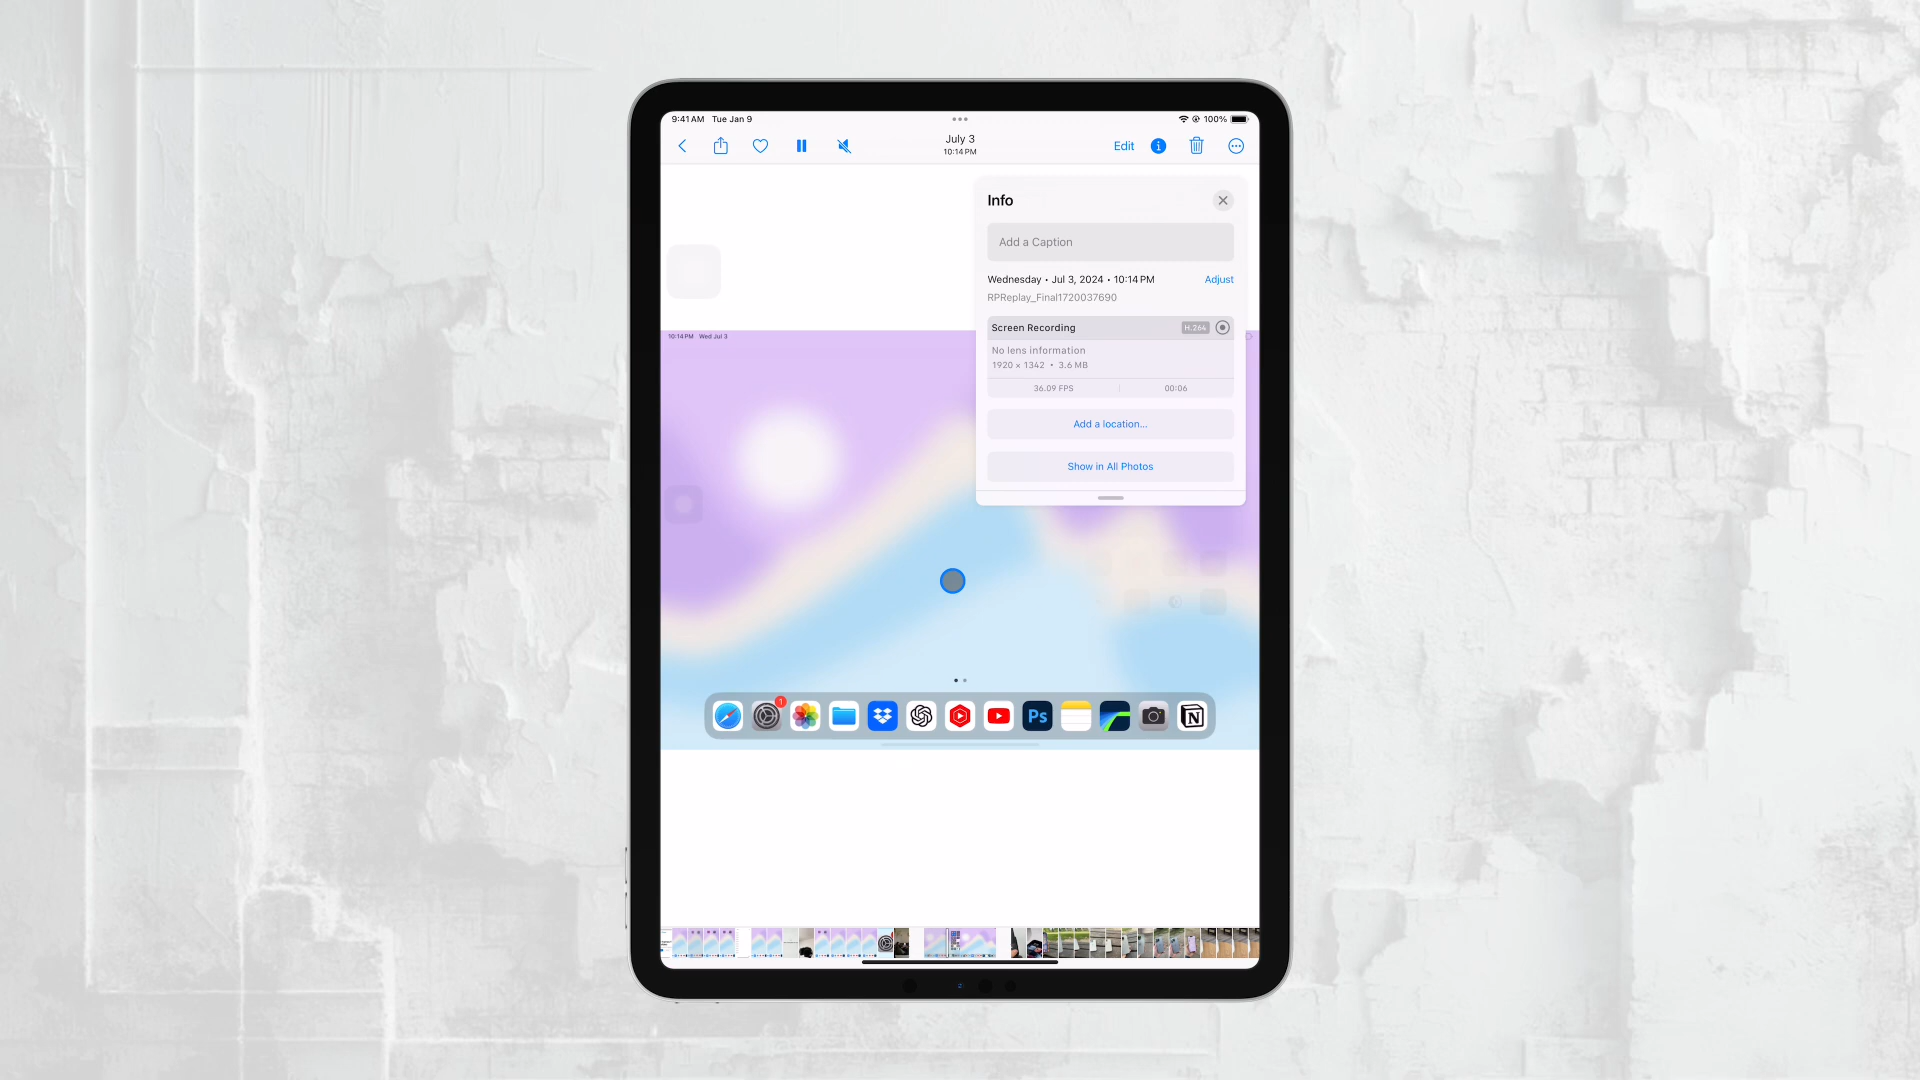 9:41 AM Tue Jan 9
100%
July 3
10:14 PM
Edit
Info
Add a Caption
Wednesday • Jul 3, 2024 • 10:14 PM
Adjust
RPReplay_Final1720037690
Screen Recording
H.264
No lens information
1920 × 1342 • 3.6 MB
36.09 FPS
00:06
Add a location...
Show in All Photos
10:14 PM Wed Jul 3
1
Ps
N